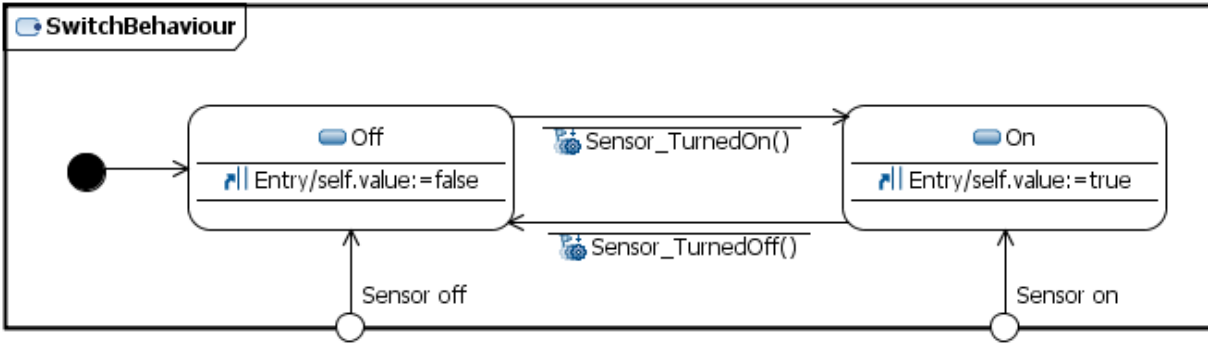 SwitchBehaviour
Off
Entry/self.value:=false
Sensor_TurnedOn()
On
Entry/self.value:=true
Sensor_TurnedOff()
Sensor off
Sensor on